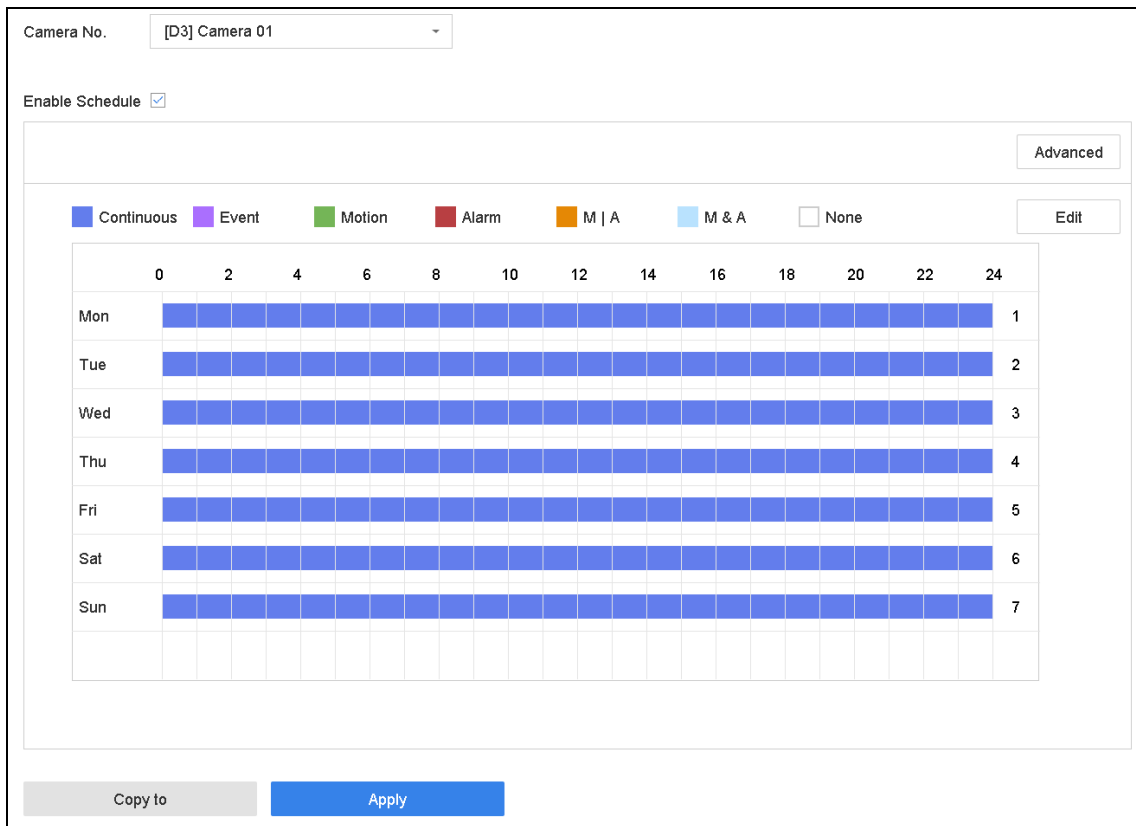 Camera No. [D3] Camera 01
Enable Schedule
Advanced
Continuous Event Motion Alarm M | A M & A None Edit
0 2 4 6 8 10 12 14 16 18 20 22 24
Mon 1
Tue 2
Wed 3
Thu 4
Fri 5
Sat 6
Sun 7
Copy to Apply